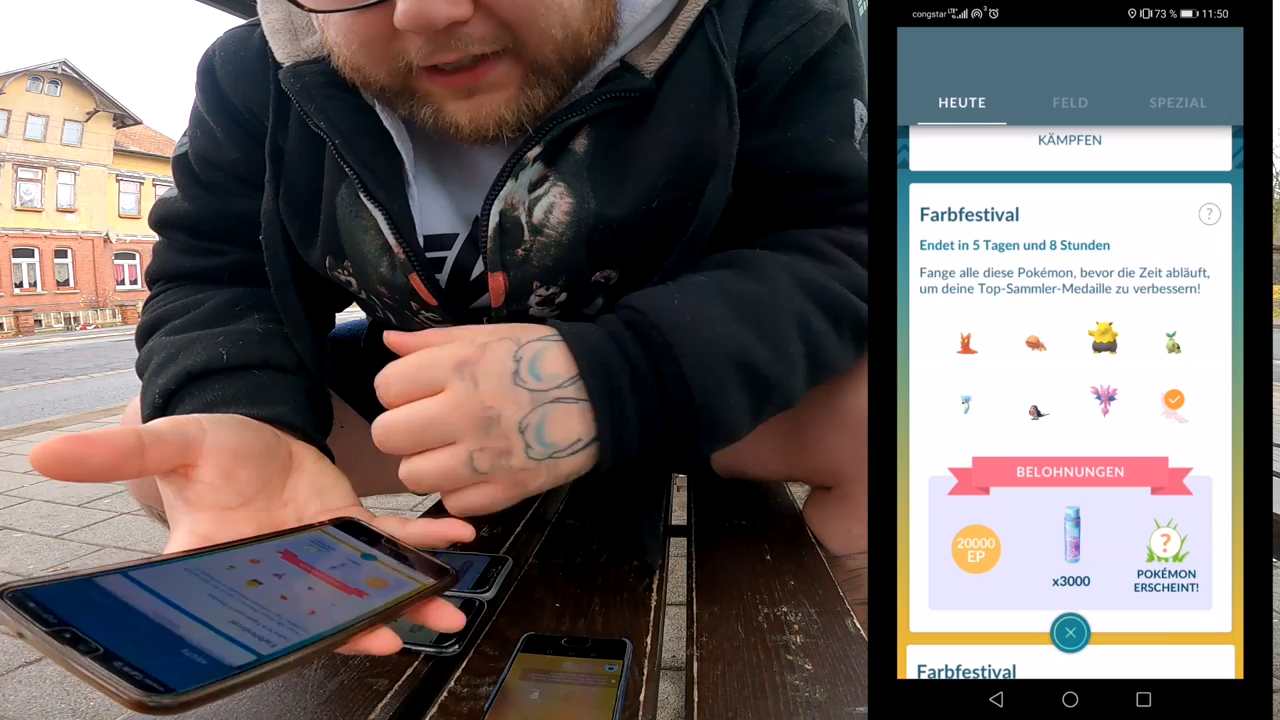 congstar LTE 3 73 % 11:50
HEUTE FELD SPEZIAL
KÄMPFEN
Farbfestival ?
Endet in 5 Tagen und 8 Stunden
Fange alle diese Pokémon, bevor die Zeit abläuft,
um deine Top-Sammler-Medaille zu verbessern!
BELOHNUNGEN
20000
EP
x3000
?
POKÉMON
ERSCHEINT!
Farbfestival